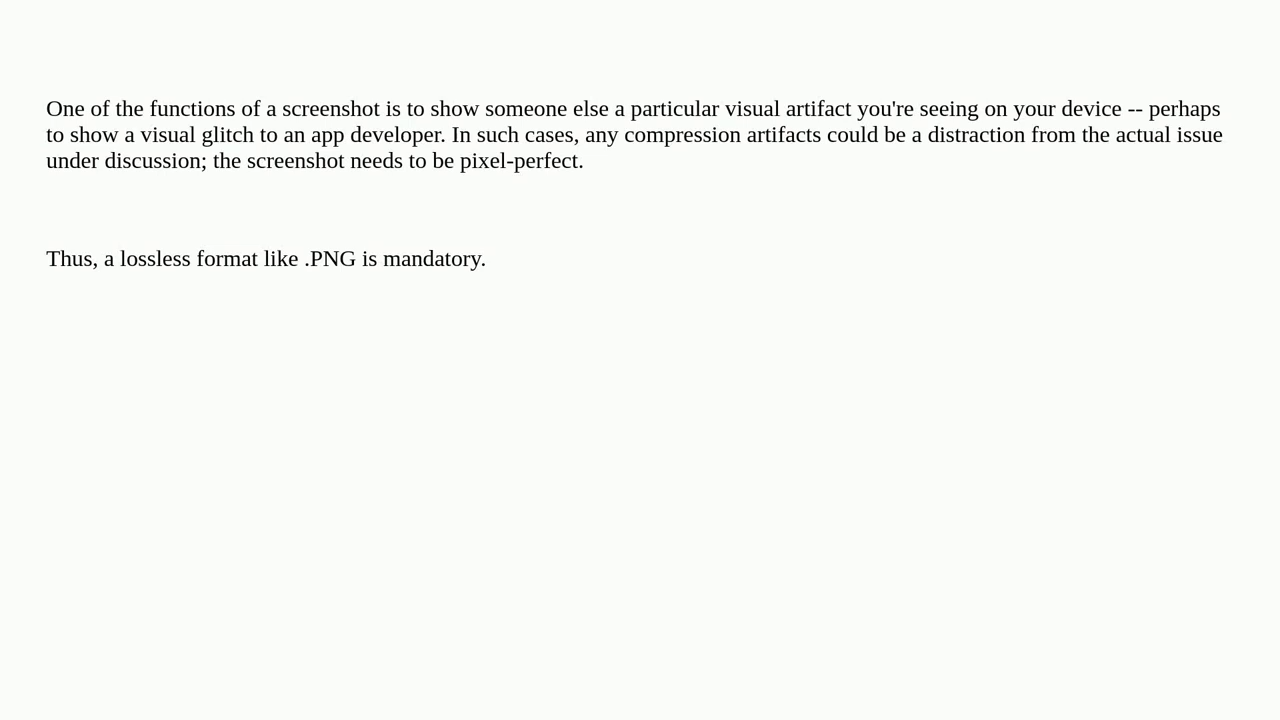 One of the functions of a screenshot is to show someone else a particular visual artifact you're seeing on your device -- perhaps
to show a visual glitch to an app developer. In such cases, any compression artifacts could be a distraction from the actual issue
under discussion; the screenshot needs to be pixel-perfect.
Thus, a lossless format like .PNG is mandatory.